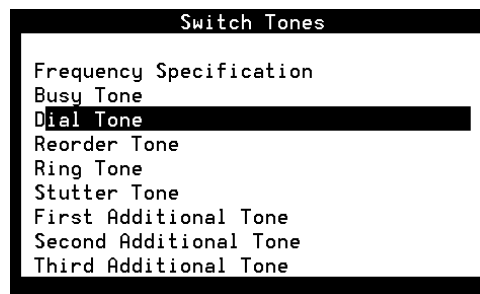 Switch Tones
Frequency Specification
Busy Tone
Dial Tone
Reorder Tone
Ring Tone
Stutter Tone
First Additional Tone
Second Additional Tone
Third Additional Tone